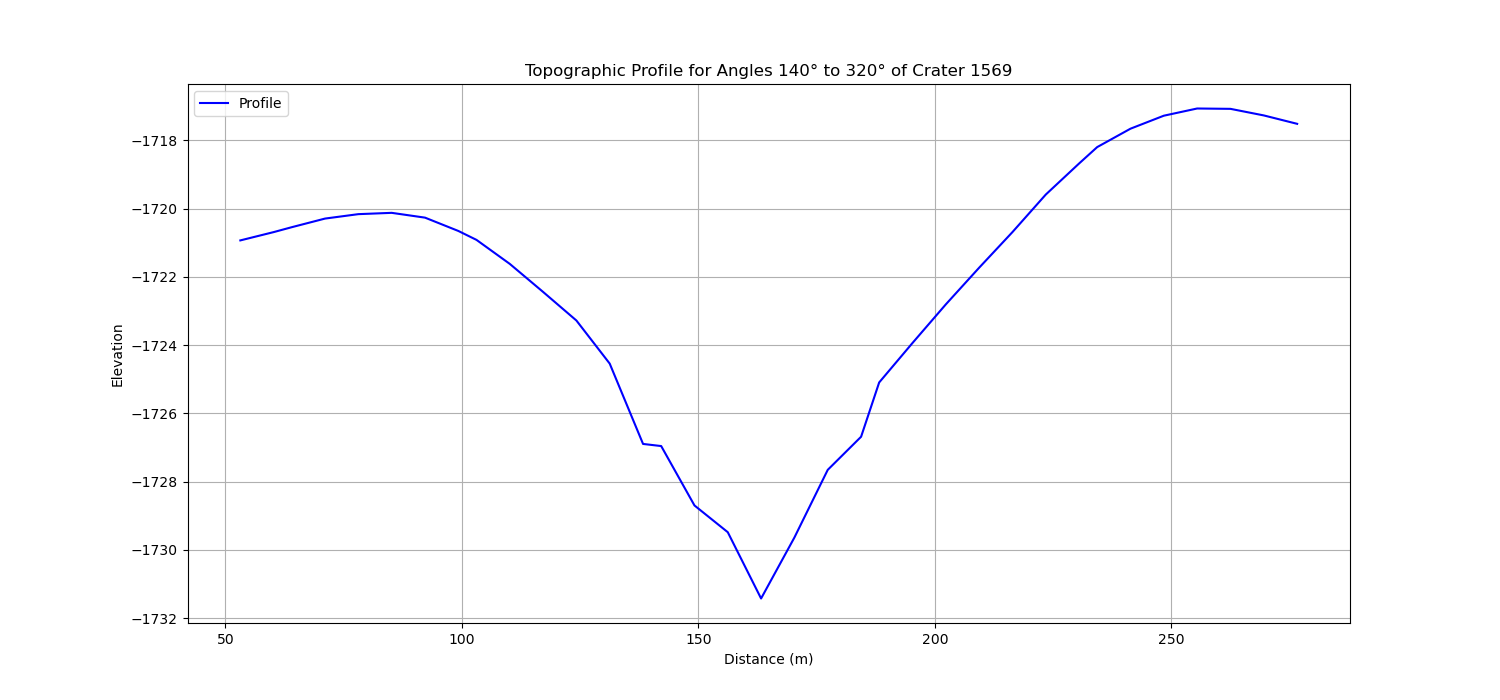 Topographic Profile for Angles 140° to 320° of Crater 1569
Profile
−1718
−1720
−1722
−1724
−1726
−1728
−1730
−1732
Elevation
50 100 150 200 250
Distance (m)